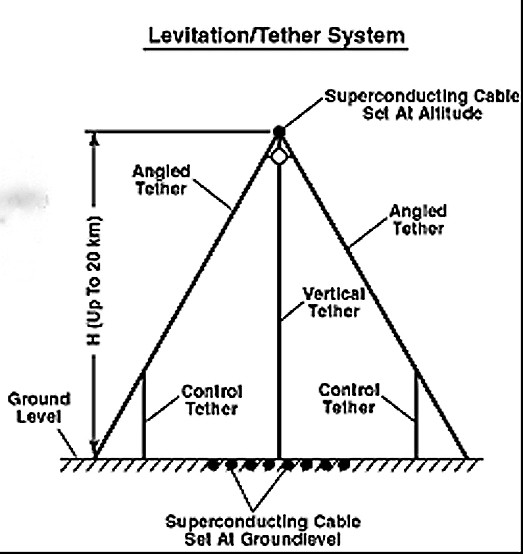 Levitation/Tether System
Superconducting Cable
Set At Altitude
Angled
Tether
Angled
Tether
H (Up To 20 km)
Vertical
Tether
Control
Tether
Control
Tether
Ground
Level
Superconducting Cable
Set At Groundlevel